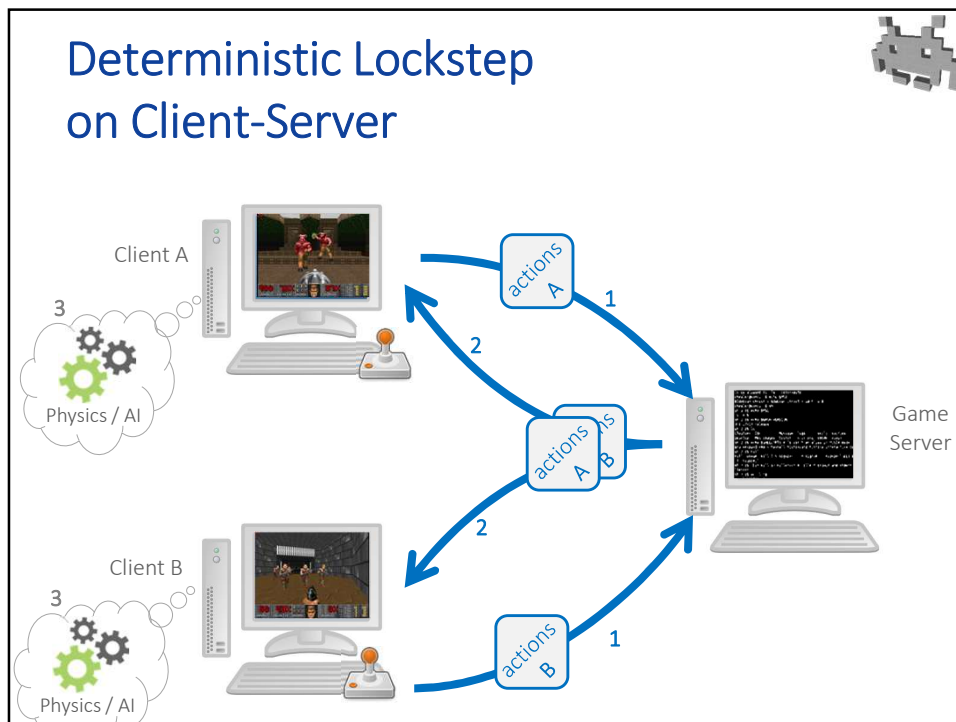 Deterministic Lockstep
on Client-Server
Client A
3
Physics / AI
actions
A
1
2
actions
A
B
Game
Server
2
Client B
3
Physics / AI
actions
B
1